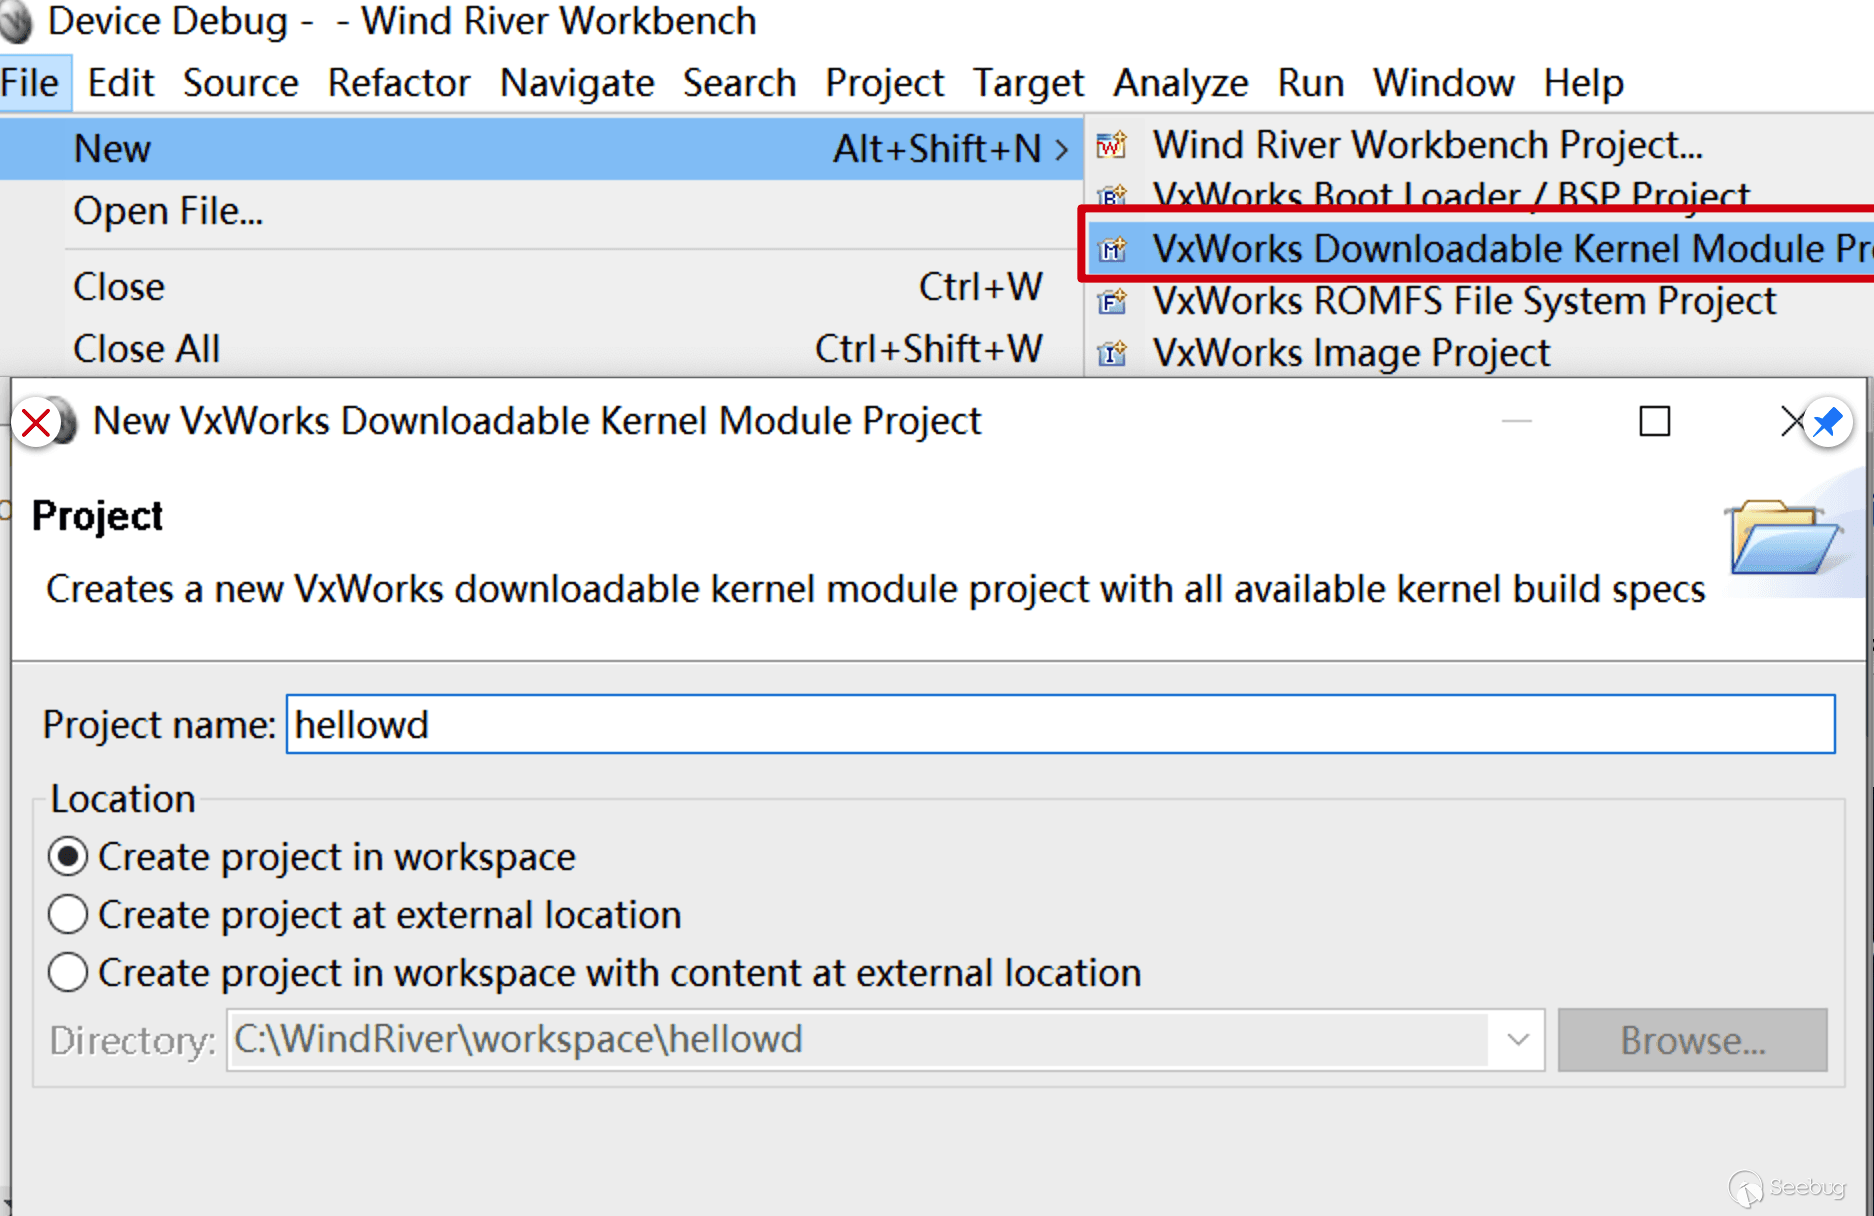 Device Debug -  - Wind River Workbench
File Edit Source Refactor Navigate Search Project Target Analyze Run Window Help
New Alt+Shift+N >
Open File...
Close Ctrl+W
Close All Ctrl+Shift+W
Wind River Workbench Project...
VxWorks Boot Loader / BSP Project
VxWorks Downloadable Kernel Module Pr
VxWorks ROMFS File System Project
VxWorks Image Project
New VxWorks Downloadable Kernel Module Project
Project
Creates a new VxWorks downloadable kernel module project with all available kernel build specs
Project name: hellowd
Location
Create project in workspace
Create project at external location
Create project in workspace with content at external location
Directory: C:\WindRiver\workspace\hellowd Browse...
Seebug